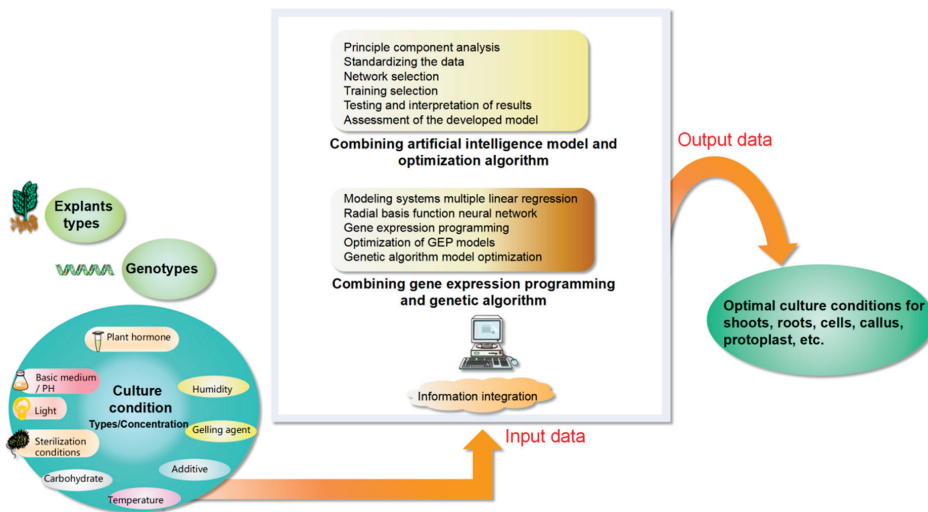 Principle component analysis
Standardizing the data
Network selection
Training selection
Testing and interpretation of results
Assessment of the developed model
Combining artificial intelligence model and
optimization algorithm
Modeling systems multiple linear regression
Radial basis function neural network
Gene expression programming
Optimization of GEP models
Genetic algorithm model optimization
Combining gene expression programming
and genetic algorithm
Information integration
Output data
Input data
Explants
types
Genotypes
Plant hormone
Basic medium
/ PH
Light
Sterilization
conditions
Carbohydrate
Temperature
Additive
Gelling agent
Humidity
Culture
condition
Types/Concentration
Optimal culture conditions for
shoots, roots, cells, callus,
protoplast, etc.